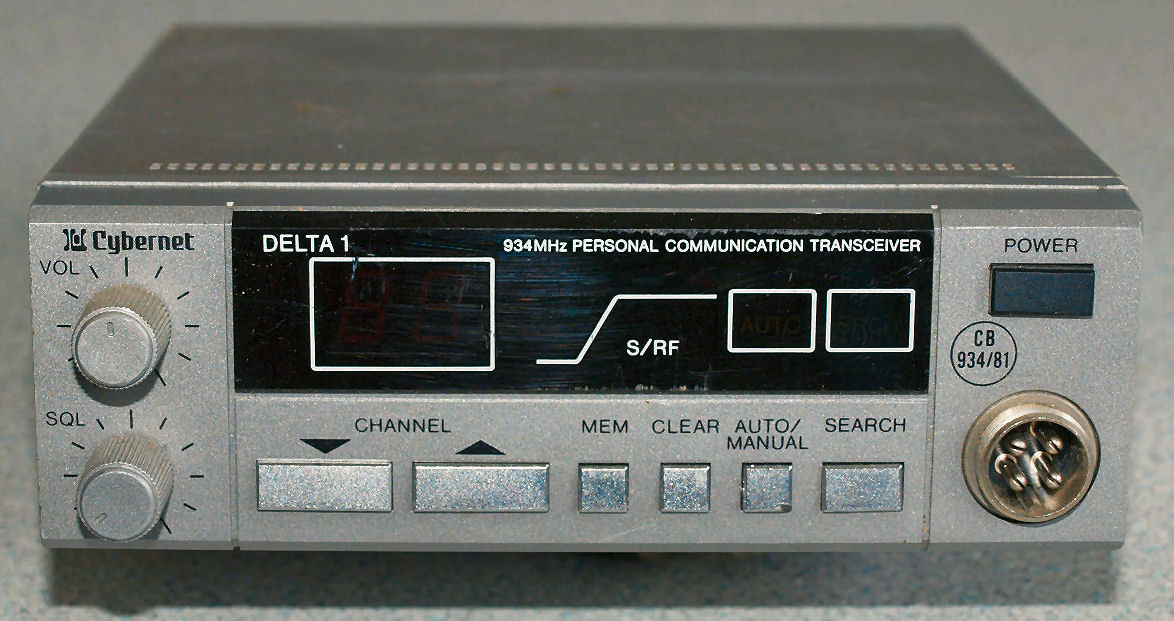 Cybernet
VOL
SQL
DELTA 1
934MHz PERSONAL COMMUNICATION TRANSCEIVER
S/RF
AUTO
CHANNEL
MEM
CLEAR
AUTO/
MANUAL
SEARCH
POWER
CB
934/81